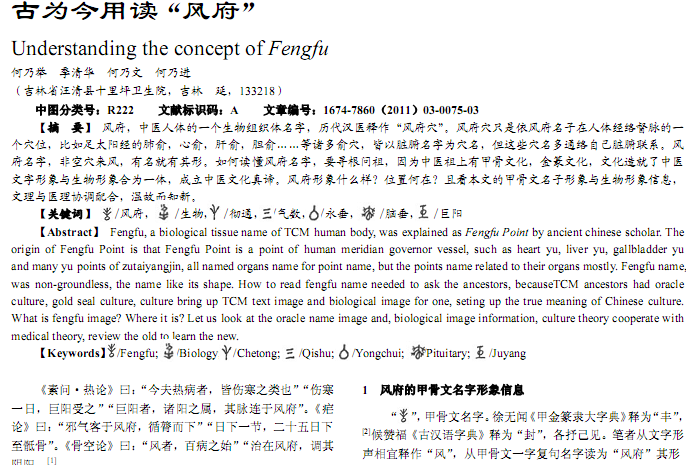 古为今用读“风府”
Understanding the concept of Fengfu
何乃举 季清华 何乃文 何乃进
（吉林省汪清县十里坪卫生院，吉林 延，133218）
中图分类号：R222 文献标识码：A 文章编号：1674-7860（2011）03-0075-03
【摘 要】 风府，中医人体的一个生物组织体名字，历代汉医释作“风府穴”。风府穴只是依风府名子在人体经络督脉的一
个穴位，比如足太阳经的肺俞，心俞，肝俞，胆俞……等诸多俞穴，皆以脏腑名字为穴名，但这些穴名多通络自己脏腑联系。风
府名字，非空穴来风，有名就有其形。如何读懂风府名字，要寻根问祖，因为中医祖上有甲骨文化，金篆文化，文化造就了中医
文字形象与生物形象合为一体，成立中医文化真谛。风府形象什么样？位置何在？且看本文的甲骨文名子形象与生物形象信息，
文理与医理协调配合，温故而知新。
【关键词】 /风府， /生物， /彻通，三/气数， /永垂， /脑垂， /巨阳
【Abstract】 Fengfu, a biological tissue name of TCM human body, was explained as Fengfu Point by ancient chinese scholar. The
origin of Fengfu Point is that Fengfu Point is a point of human meridian governor vessel, such as heart yu, liver yu, gallbladder yu
and many yu points of zutaiyangjin, all named organs name for point name, but the points name related to their organs mostly. Fengfu name,
was non-groundless, the name like its shape. How to read fengfu name needed to ask the ancestors, becauseTCM ancestors had oracle
culture, gold seal culture, culture bring up TCM text image and biological image for one, seting up the true meaning of Chinese culture.
What is fengfu image? Where it is? Let us look at the oracle name image and, biological image information, culture theory cooperate with
medical theory, review the old to learn the new.
【Keywords】 /Fengfu; /Biology /Chetong; 三 /Qishu; /Yongchui; Pituitary; /Juyang
《素问·热论》曰：“今天热病者，皆伤寒之类也”“伤寒
一日，巨阳受之”“巨阳者，诸阳之属，其脉连于风府”。《疟
论》曰：“邪气客于风府，循膂而下”“日下一节，二十五日下
至骶骨”。《骨空论》曰：“风者，百病之始”“治在风府，调其
阴阳 [1]
1 风府的甲骨文名字形象信息
“ ”，甲骨文名字。徐无闻《甲金篆隶大字典》释为“丰”，
[2]侯赞福《古汉语字典》释为“封”，各抒己见。笔者从文字形
声相宜释作“风”，从甲骨文一字复句名字读为“风府”其形